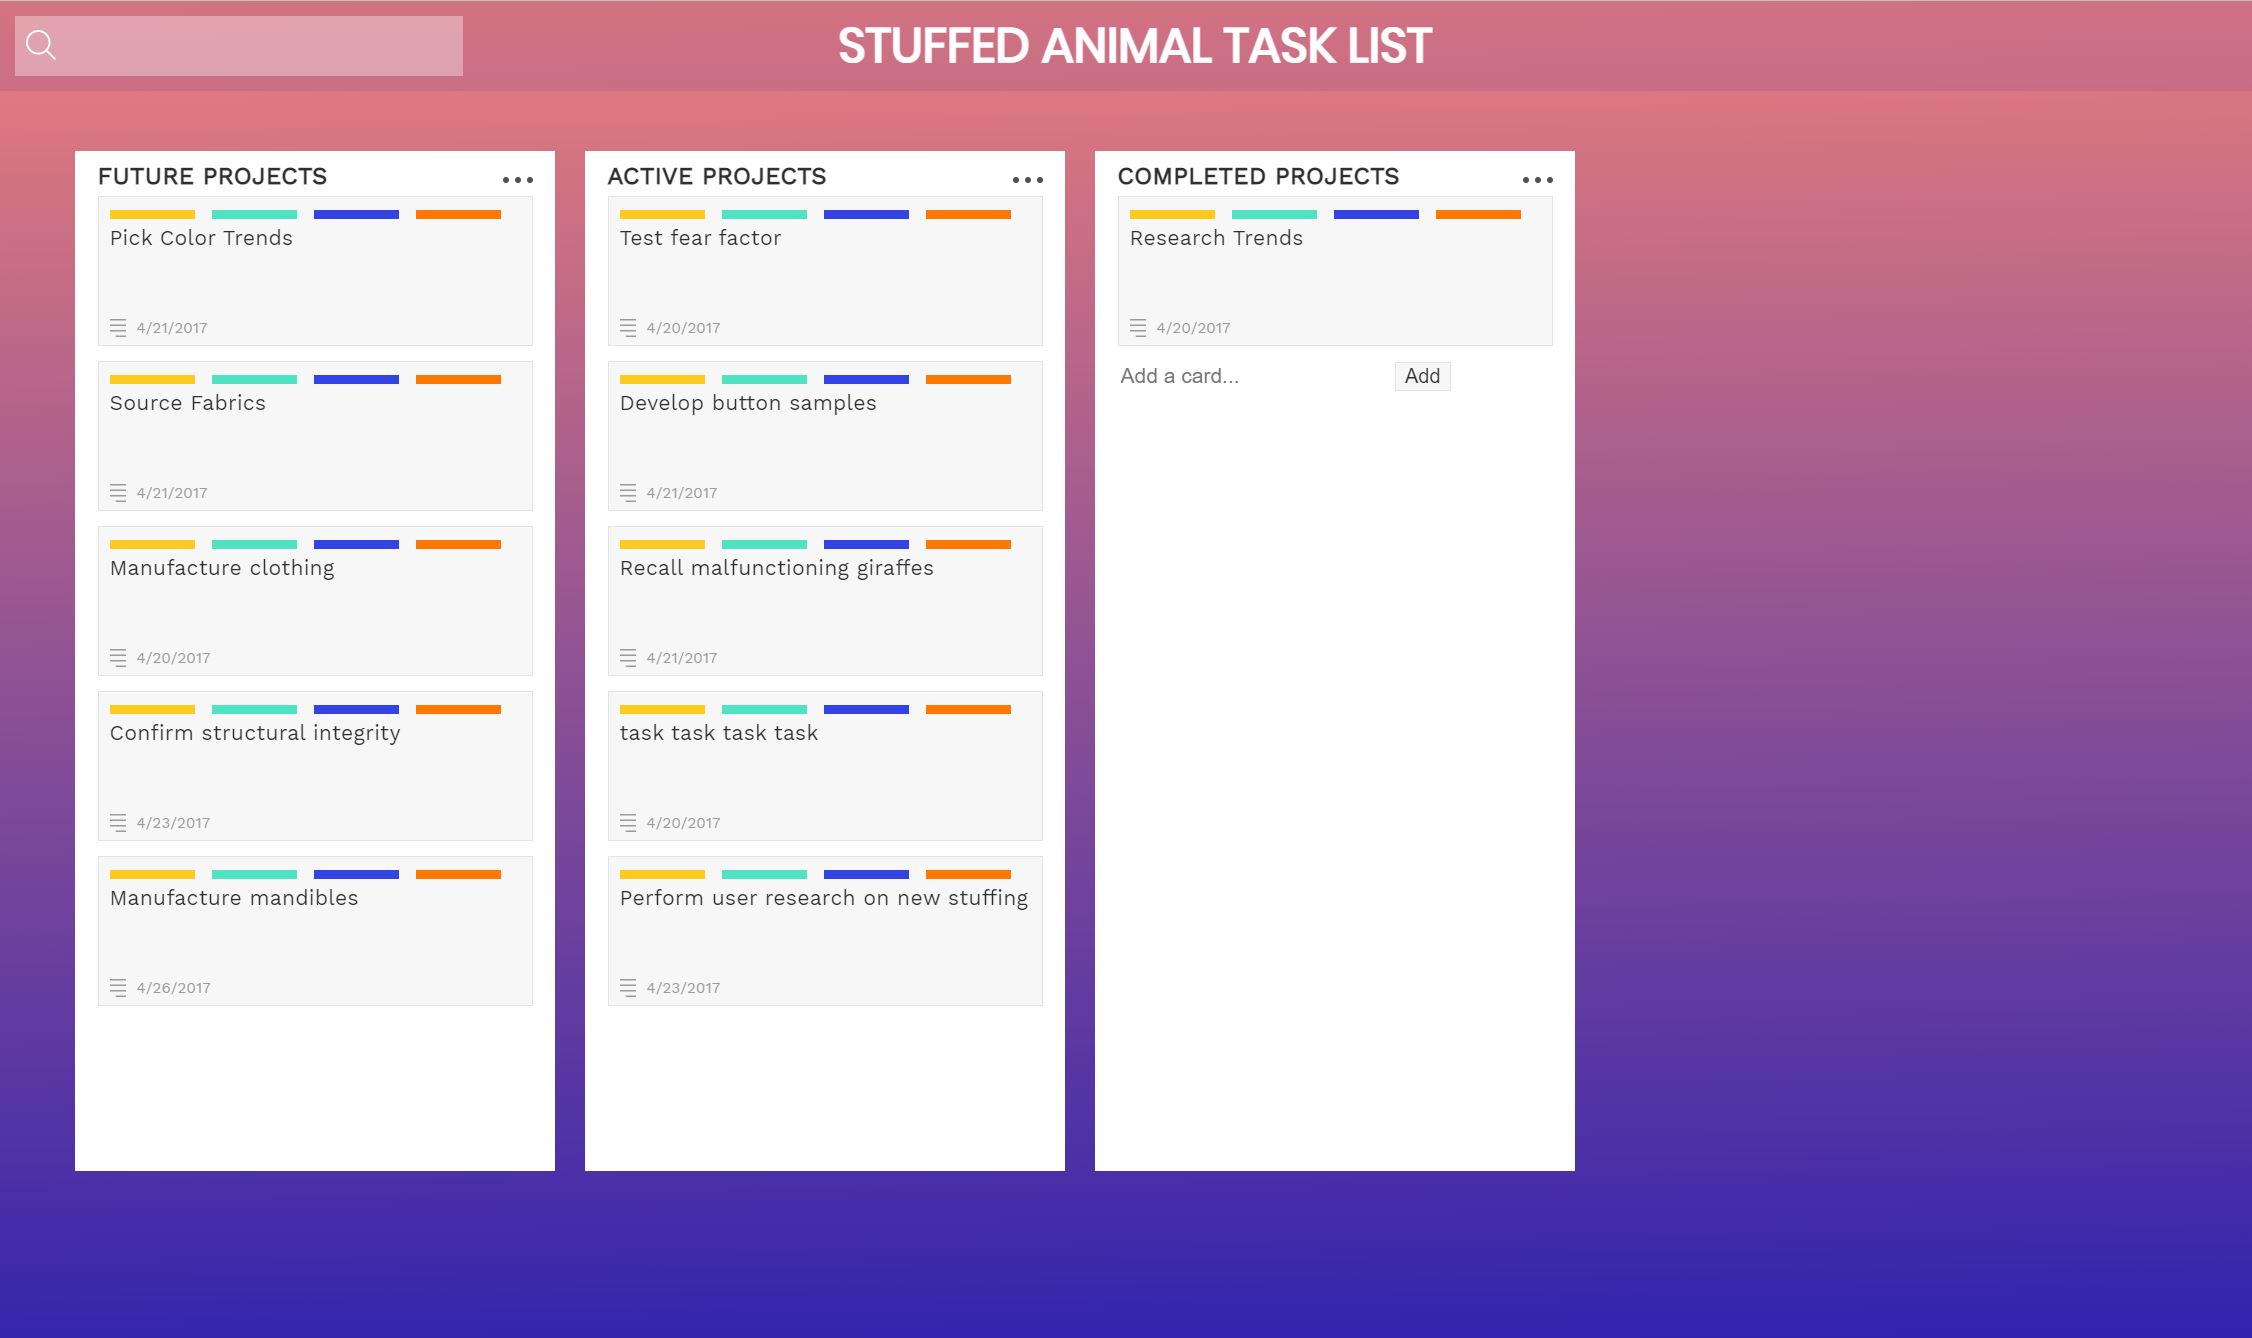 STUFFED ANIMAL TASK LIST
FUTURE PROJECTS
Pick Color Trends
4/21/2017
Source Fabrics
4/21/2017
Manufacture clothing
4/20/2017
Confirm structural integrity
4/23/2017
Manufacture mandibles
4/26/2017
ACTIVE PROJECTS
Test fear factor
4/20/2017
Develop button samples
4/21/2017
Recall malfunctioning giraffes
4/21/2017
task task task task
4/20/2017
Perform user research on new stuffing
4/23/2017
COMPLETED PROJECTS
Research Trends
4/20/2017
Add a card...
Add